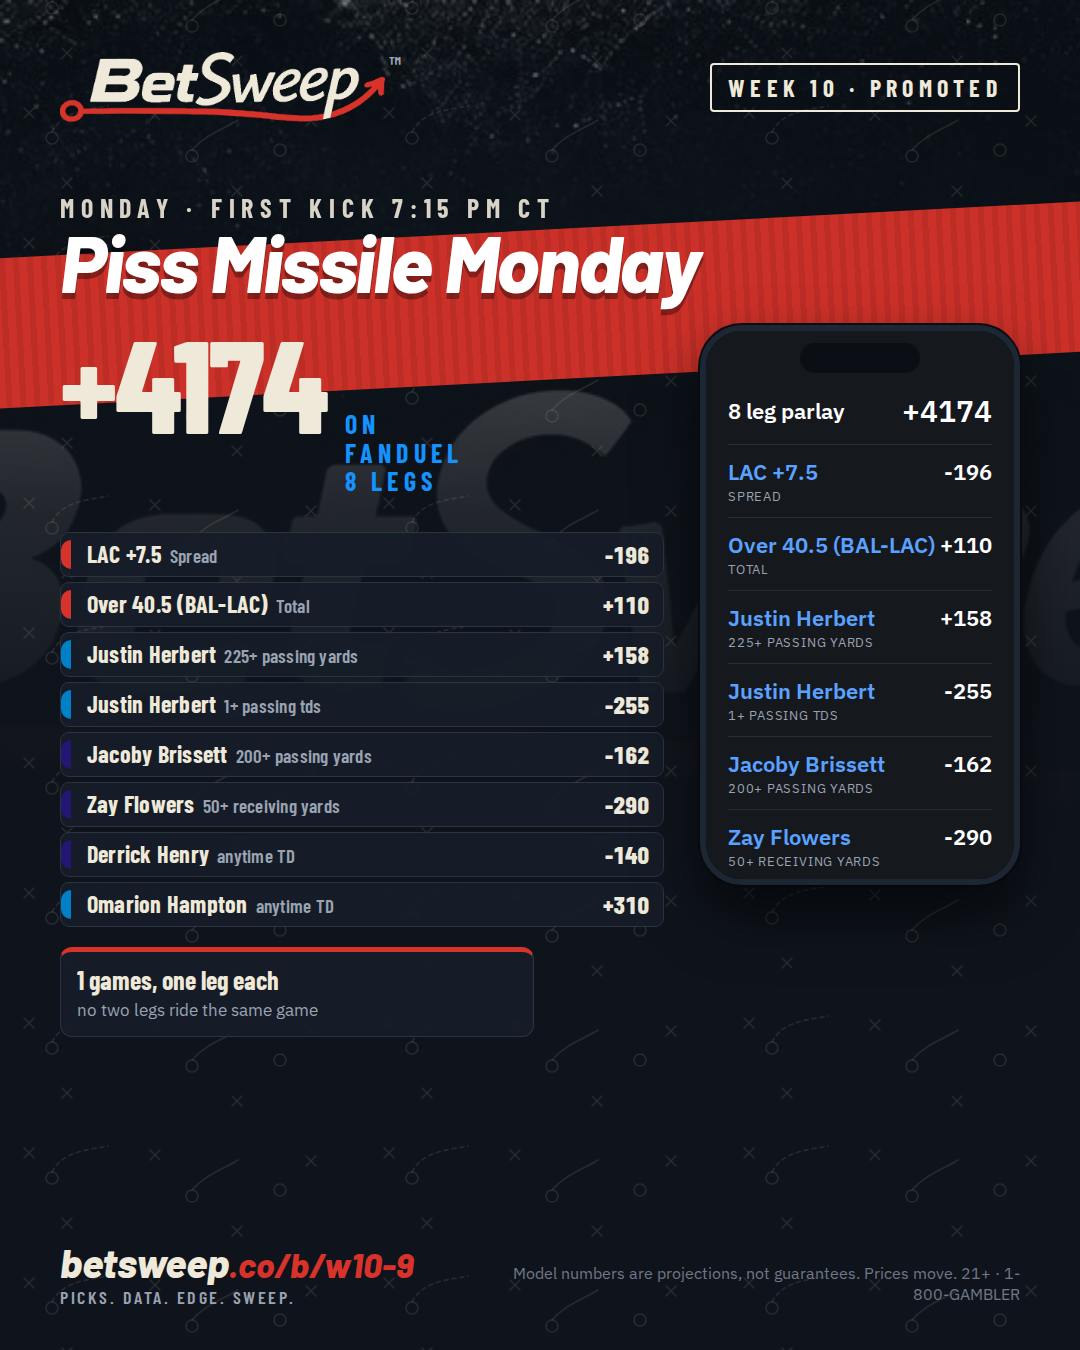 BetSweep™
WEEK 10 · PROMOTED
MONDAY · FIRST KICK 7:15 PM CT
Piss Missile Monday
+4174
ON
FANDUEL
8 LEGS
LAC +7.5 Spread -196
Over 40.5 (BAL-LAC) Total +110
Justin Herbert 225+ passing yards +158
Justin Herbert 1+ passing tds -255
Jacoby Brissett 200+ passing yards -162
Zay Flowers 50+ receiving yards -290
Derrick Henry anytime TD -140
Omarion Hampton anytime TD +310
1 games, one leg each
no two legs ride the same game
8 leg parlay +4174
LAC +7.5 -196
SPREAD
Over 40.5 (BAL-LAC) +110
TOTAL
Justin Herbert +158
225+ PASSING YARDS
Justin Herbert -255
1+ PASSING TDS
Jacoby Brissett -162
200+ PASSING YARDS
Zay Flowers -290
50+ RECEIVING YARDS
betsweep.co/b/w10-9
PICKS. DATA. EDGE. SWEEP.
Model numbers are projections, not guarantees. Prices move. 21+ · 1-
800-GAMBLER